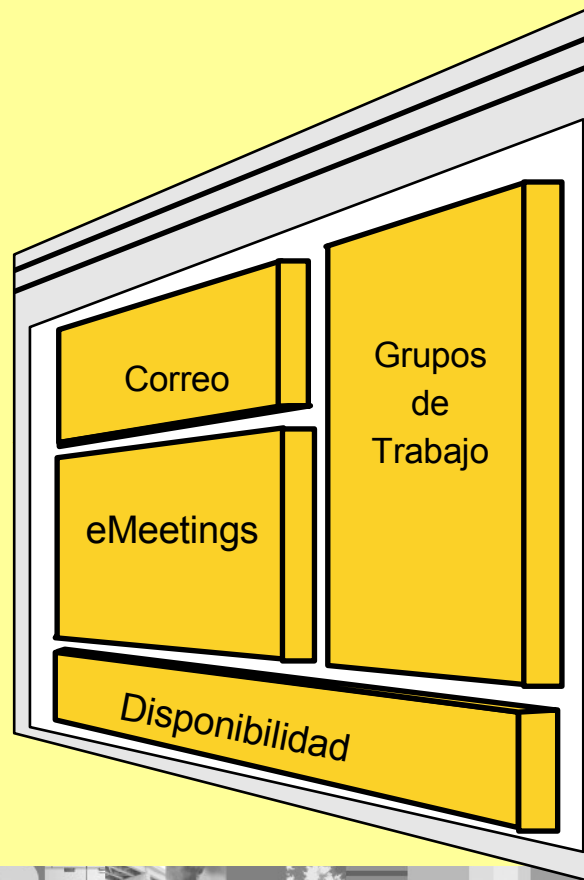 Correo
eMeetings
Grupos
de
Trabajo
Disponibilidad